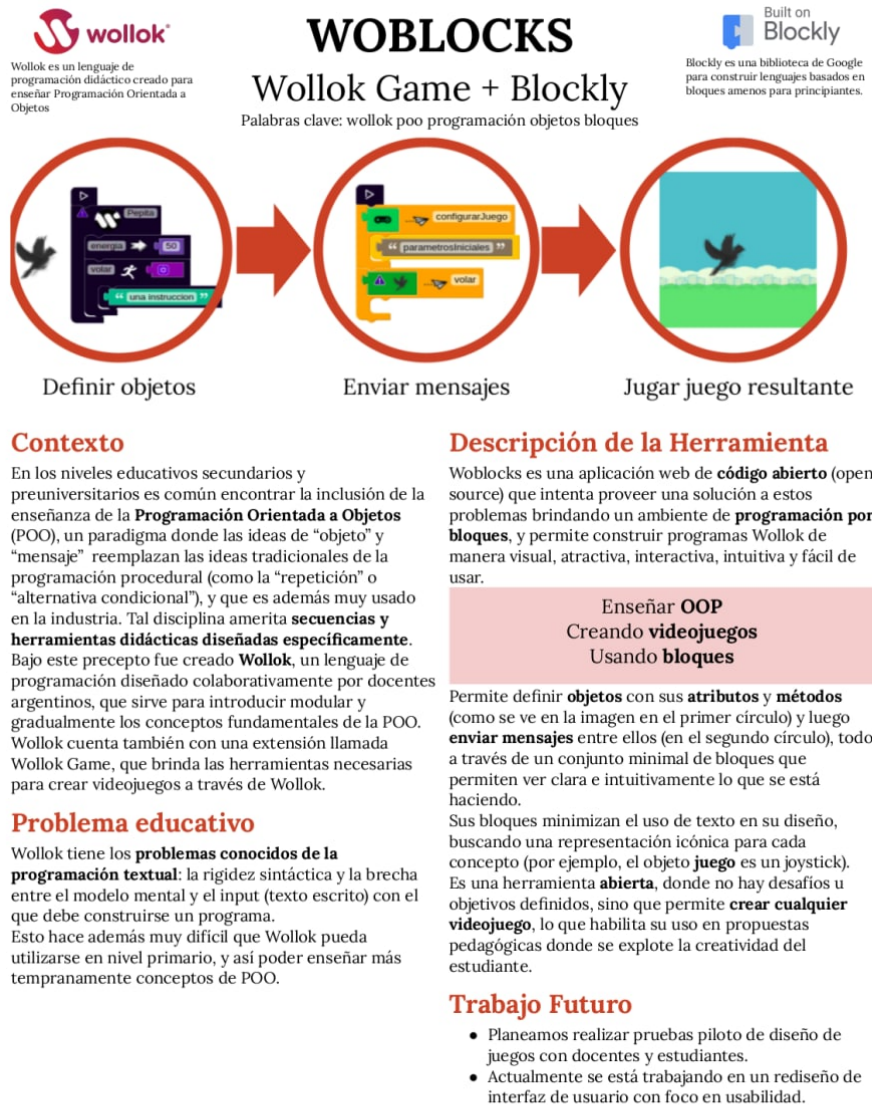 wollok
Wollok es un lenguaje de
programación didáctico creado para
enseñar Programación Orientada a
Objetos
WOBLOCKS
Wollok Game + Blockly
Palabras clave: wollok poo programación objetos bloques
Built on
Blockly
Blockly es una biblioteca de Google
para construir lenguajes basados en
bloques amenos para principiantes.
Pepita
energia
50
volar
“ una instruccion ”
configurarJuego
“ parametrosIniciales ”
volar
Definir objetos
Enviar mensajes
Jugar juego resultante
Contexto
En los niveles educativos secundarios y
preuniversitarios es común encontrar la inclusión de la
enseñanza de la Programación Orientada a Objetos
(POO), un paradigma donde las ideas de “objeto” y
“mensaje” reemplazan las ideas tradicionales de la
programación procedural (como la “repetición” o
“alternativa condicional”), y que es además muy usado
en la industria. Tal disciplina amerita secuencias y
herramientas didácticas diseñadas específicamente.
Bajo este precepto fue creado Wollok, un lenguaje de
programación diseñado colaborativamente por docentes
argentinos, que sirve para introducir modular y
gradualmente los conceptos fundamentales de la POO.
Wollok cuenta también con una extensión llamada
Wollok Game, que brinda las herramientas necesarias
para crear videojuegos a través de Wollok.
Problema educativo
Wollok tiene los problemas conocidos de la
programación textual: la rigidez sintáctica y la brecha
entre el modelo mental y el input (texto escrito) con el
que debe construirse un programa.
Esto hace además muy difícil que Wollok pueda
utilizarse en nivel primario, y así poder enseñar más
tempranamente conceptos de POO.
Descripción de la Herramienta
Woblocks es una aplicación web de código abierto (open
source) que intenta proveer una solución a estos
problemas brindando un ambiente de programación por
bloques, y permite construir programas Wollok de
manera visual, atractiva, interactiva, intuitiva y fácil de
usar.
Enseñar OOP
Creando videojuegos
Usando bloques
Permite definir objetos con sus atributos y métodos
(como se ve en la imagen en el primer círculo) y luego
enviar mensajes entre ellos (en el segundo círculo), todo
a través de un conjunto minimal de bloques que
permiten ver clara e intuitivamente lo que se está
haciendo.
Sus bloques minimizan el uso de texto en su diseño,
buscando una representación icónica para cada
concepto (por ejemplo, el objeto juego es un joystick).
Es una herramienta abierta, donde no hay desafíos u
objetivos definidos, sino que permite crear cualquier
videojuego, lo que habilita su uso en propuestas
pedagógicas donde se explote la creatividad del
estudiante.
Trabajo Futuro
● Planeamos realizar pruebas piloto de diseño de
juegos con docentes y estudiantes.
● Actualmente se está trabajando en un rediseño de
interfaz de usuario con foco en usabilidad.